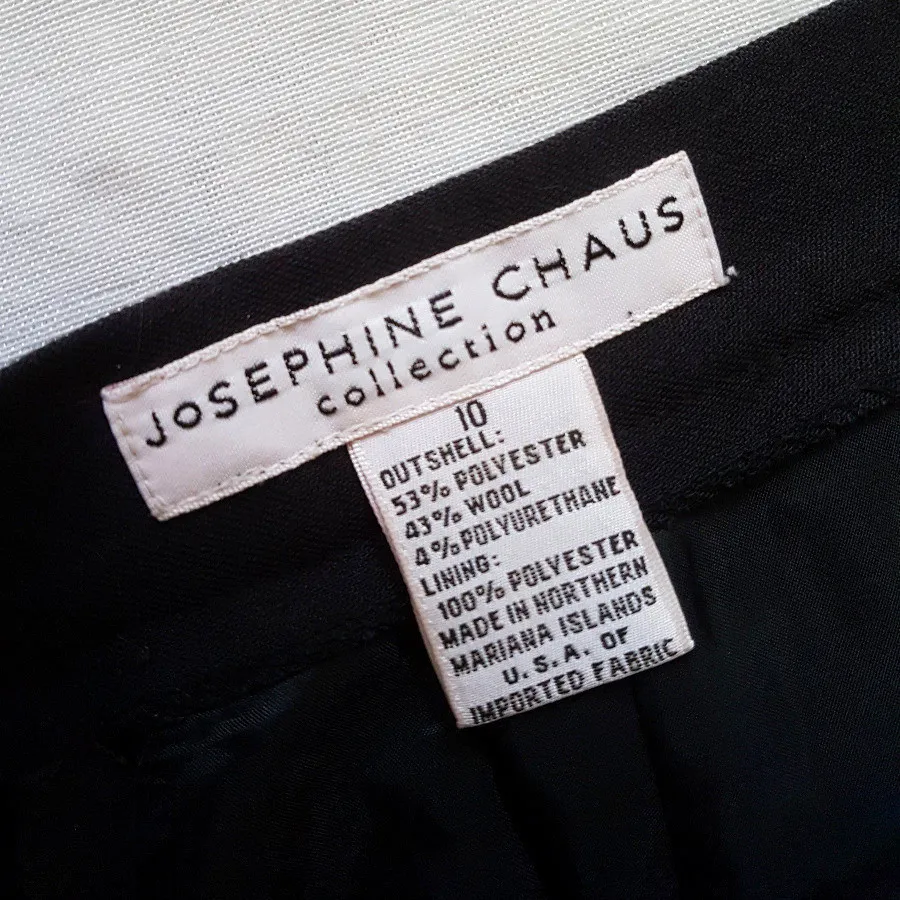 JOSEPHINE CHAUS
collection
10
OUTSHELL:
53% POLYESTER
43% WOOL
4% POLYURETHANE
LINING:
100% POLYESTER
MADE IN NORTHERN
MARIANA ISLANDS
U.S.A. OF
IMPORTED FABRIC